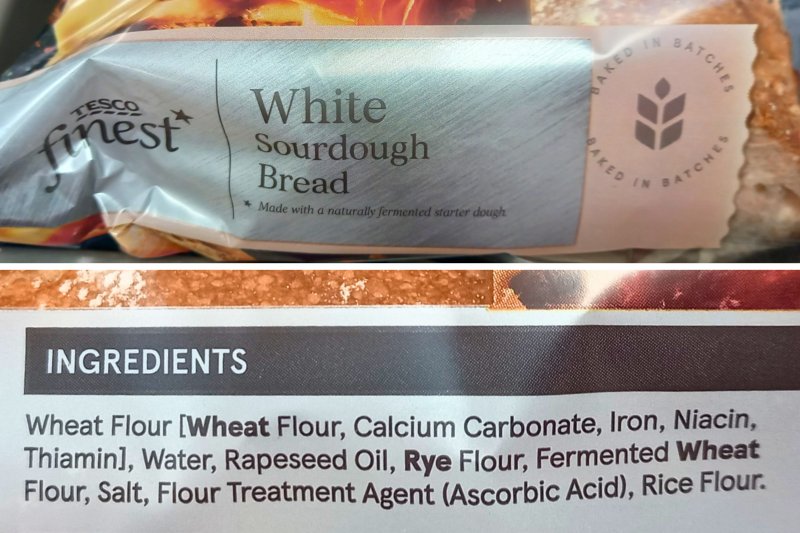 TESCO
finest*
White
Sourdough
Bread
* Made with a naturally fermented starter dough
BAKED IN BATCHES
BAKED IN BATCHES
INGREDIENTS
Wheat Flour [Wheat Flour, Calcium Carbonate, Iron, Niacin,
Thiamin], Water, Rapeseed Oil, Rye Flour, Fermented Wheat
Flour, Salt, Flour Treatment Agent (Ascorbic Acid), Rice Flour.